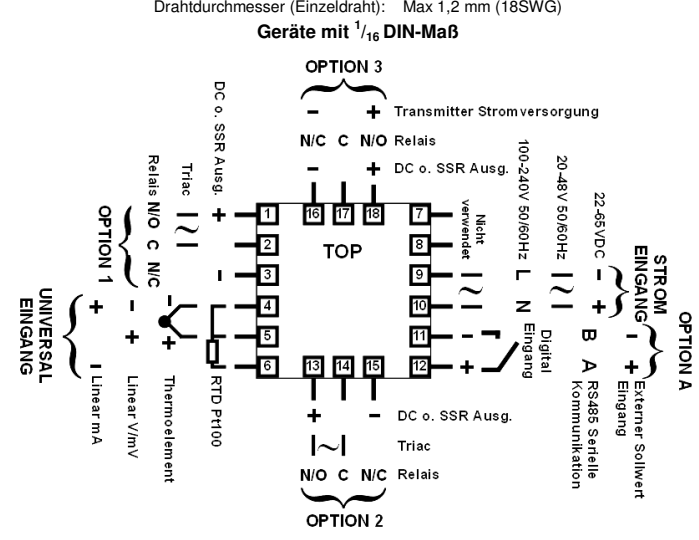 Drahtdurchmesser (Einzeldraht): Max 1,2 mm (18SWG)
Geräte mit 1/16 DIN-Maß
OPTION 3
− + Transmitter Stromversorgung
N/C C N/O Relais
− + DC o. SSR Ausg.
16 17 18
TOP
1
2
3
4
5
6
7
8
9
10
11
12
13 14 15
DC o. SSR Ausg.
+ −
Triac
~
Relais N/O C N/C
OPTION 1
UNIVERSAL
EINGANG
+ − Linear mA
− + Linear V/mV
− + Thermoelement
RTD Pt100
Nicht
verwendet
~
100-240V 50/60Hz L N
20-48V 50/60Hz ~
22-65VDC − +
STROM
EINGANG
− +
Digital
Eingang
B A RS485 Serielle
Kommunikation
− + Externer Sollwert
Eingang
OPTION A
+ − DC o. SSR Ausg.
~ Triac
N/O C N/C Relais
OPTION 2